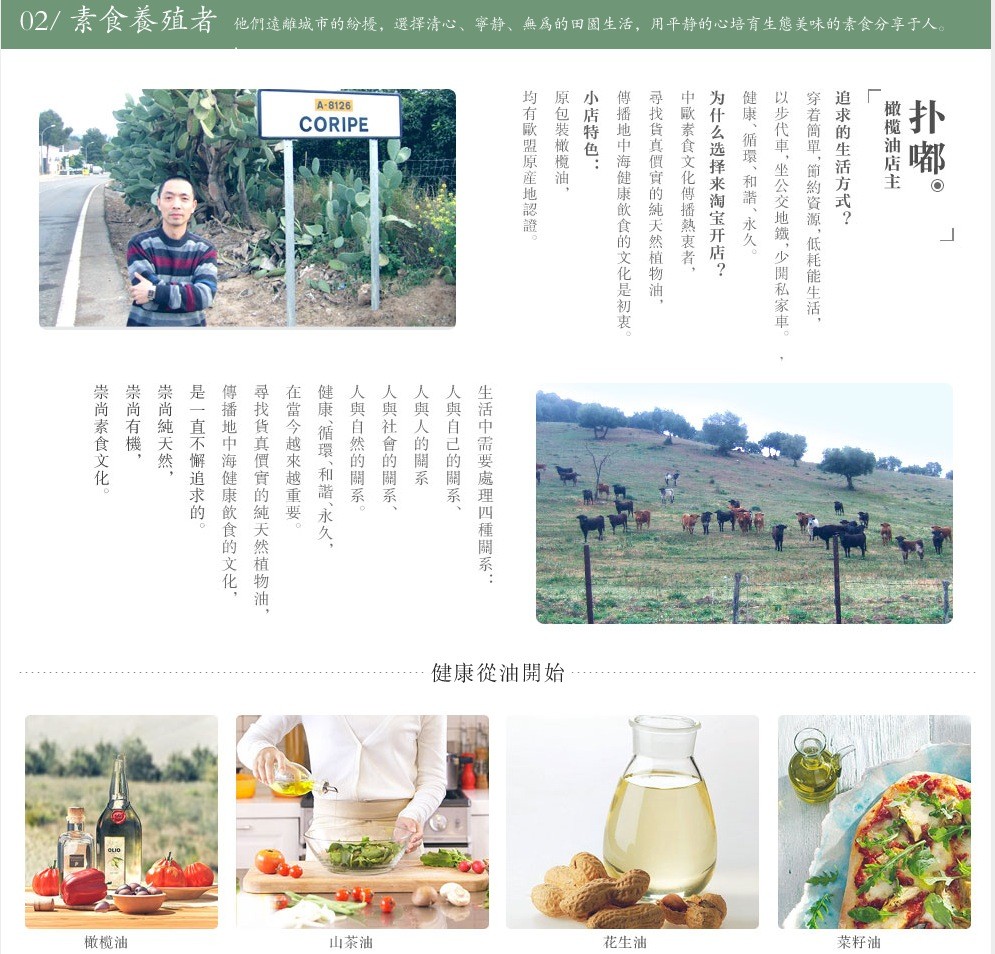 02/ 素食養殖者 他們遠離城市的紛擾，選擇清心、寧静、無爲的田園生活，用平静的心培育生態美味的素食分享于人。
A-8126
CORIPE
扑嘟。
橄欖油店主
追求的生活方式？
穿着簡單，節約資源，低耗能生活，
以步代車，坐公交地鐵，少開私家車。
健康、循環、和諧、永久。
为什么选择来淘宝开店？
中歐素食文化傳播熱衷者，
尋找貨真價實的純天然植物油，
傳播地中海健康飲食的文化是初衷。
小店特色：
原包裝橄欖油，
均有歐盟原産地認證。
生活中需要處理四種關系：
人與自己的關系、
人與人的關系
人與社會的關系、
人與自然的關系。
健康、循環、和諧、永久，
在當今越來越重要。
尋找貨真價實的純天然植物油，
傳播地中海健康飲食的文化，
是一直不懈追求的。
崇尚純天然，
崇尚有機，
崇尚素食文化。
健康從油開始
OLIO
橄欖油
山茶油
花生油
菜籽油